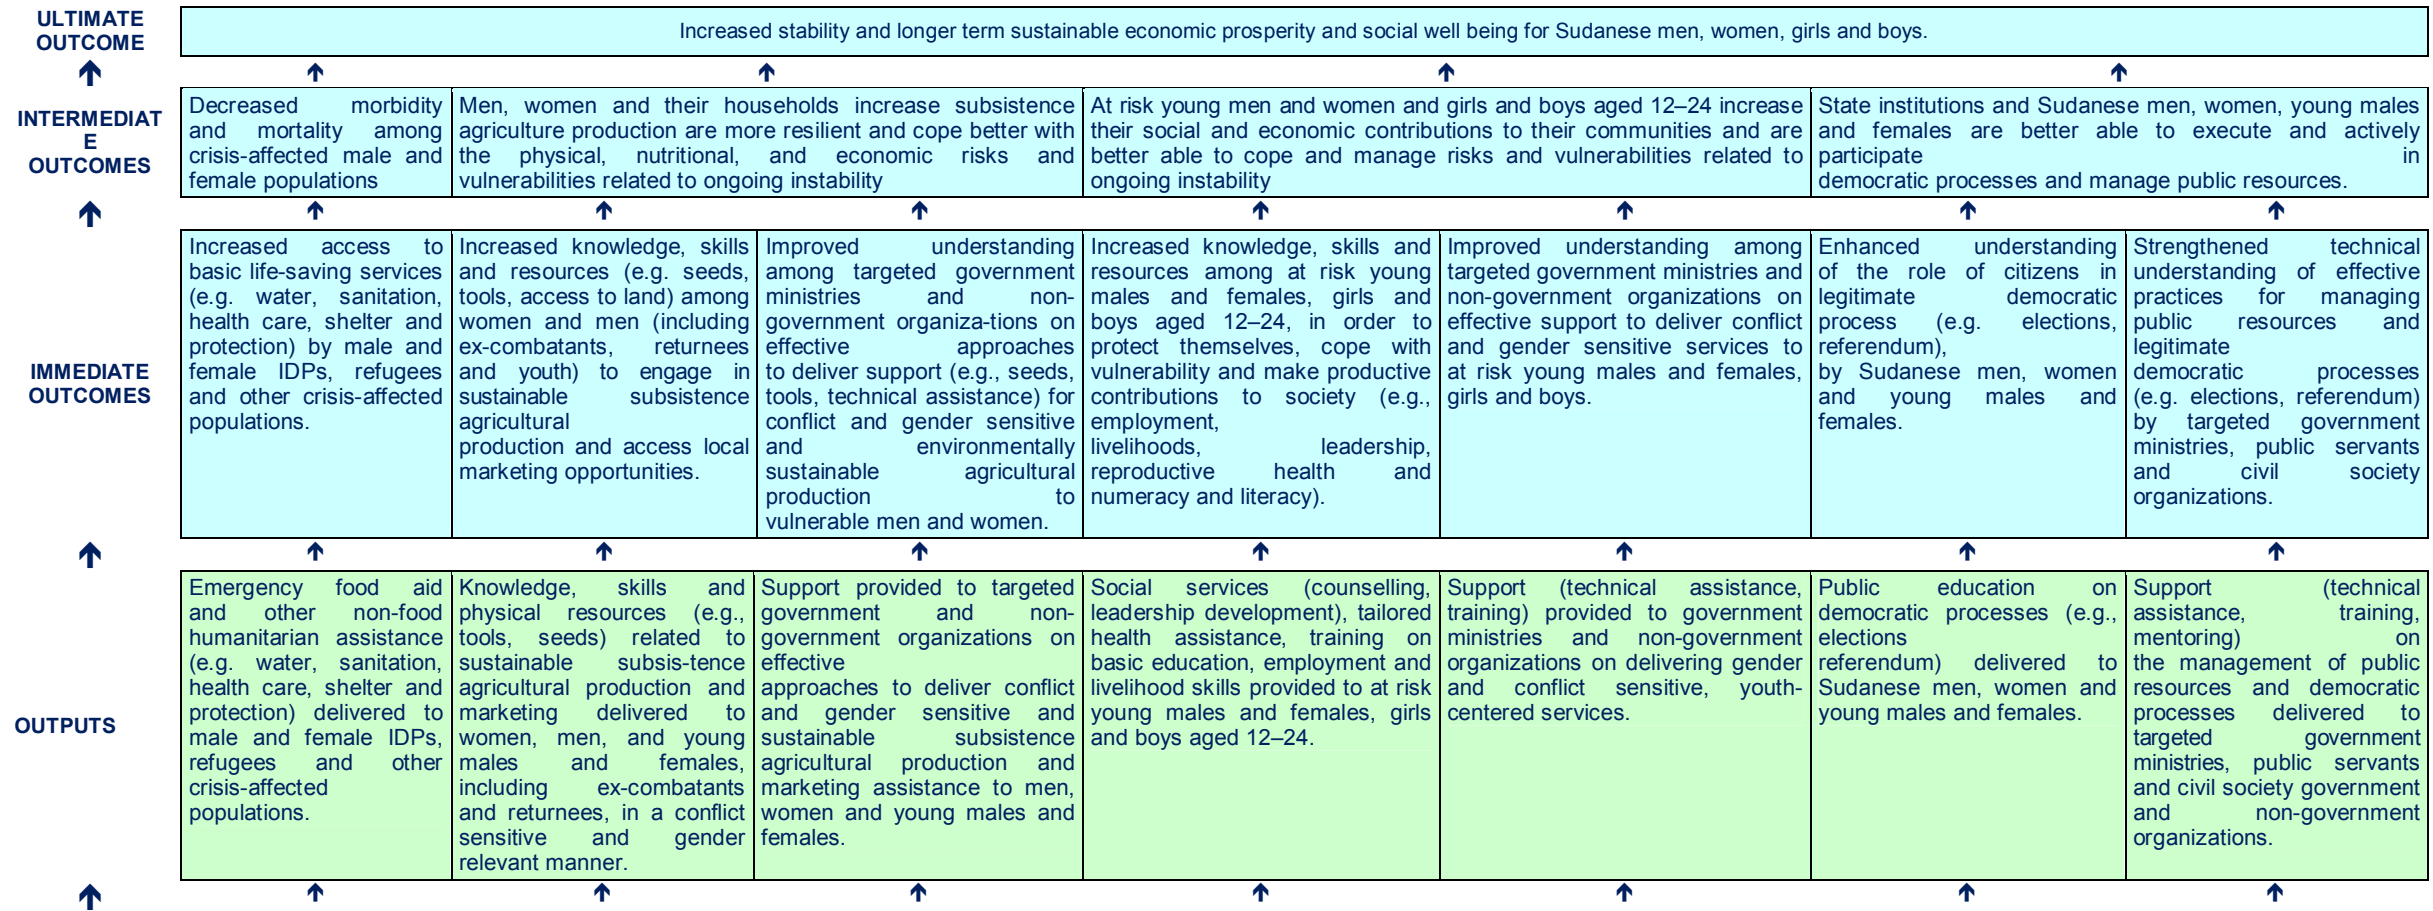 ULTIMATE
OUTCOME
Increased stability and longer term sustainable economic prosperity and social well being for Sudanese men, women, girls and boys.
INTERMEDIAT
E
OUTCOMES
Decreased morbidity
and mortality among
crisis-affected male and
female populations
Men, women and their households increase subsistence
agriculture production are more resilient and cope better with
the physical, nutritional, and economic risks and
vulnerabilities related to ongoing instability
At risk young men and women and girls and boys aged 12–24 increase
their social and economic contributions to their communities and are
better able to cope and manage risks and vulnerabilities related to
ongoing instability
State institutions and Sudanese men, women, young males
and females are better able to execute and actively
participate in
democratic processes and manage public resources.
IMMEDIATE
OUTCOMES
Increased access to
basic life-saving services
(e.g. water, sanitation,
health care, shelter and
protection) by male and
female IDPs, refugees
and other crisis-affected
populations.
Increased knowledge, skills
and resources (e.g. seeds,
tools, access to land) among
women and men (including
ex-combatants, returnees
and youth) to engage in
sustainable subsistence
agricultural
production and access local
marketing opportunities.
Improved understanding
among targeted government
ministries and non-
government organiza-tions on
effective approaches
to deliver support (e.g., seeds,
tools, technical assistance) for
conflict and gender sensitive
and environmentally
sustainable agricultural
production to
vulnerable men and women.
Increased knowledge, skills and
resources among at risk young
males and females, girls and
boys aged 12–24, in order to
protect themselves, cope with
vulnerability and make productive
contributions to society (e.g.,
employment,
livelihoods, leadership,
reproductive health and
numeracy and literacy).
Improved understanding among
targeted government ministries and
non-government organizations on
effective support to deliver conflict
and gender sensitive services to
at risk young males and females,
girls and boys.
Enhanced understanding
of the role of citizens in
legitimate democratic
process (e.g. elections,
referendum),
by Sudanese men, women
and young males and
females.
Strengthened technical
understanding of effective
practices for managing
public resources and
legitimate
democratic processes
(e.g. elections, referendum)
by targeted government
ministries, public servants
and civil society
organizations.
OUTPUTS
Emergency food aid
and other non-food
humanitarian assistance
(e.g. water, sanitation,
health care, shelter and
protection) delivered to
male and female IDPs,
refugees and other
crisis-affected
populations.
Knowledge, skills and
physical resources (e.g.,
tools, seeds) related to
sustainable subsis-tence
agricultural production and
marketing delivered to
women, men, and young
males and females,
including ex-combatants
and returnees, in a conflict
sensitive and gender
relevant manner.
Support provided to targeted
government and non-
government organizations on
effective
approaches to deliver conflict
and gender sensitive and
sustainable subsistence
agricultural production and
marketing assistance to men,
women and young males and
females.
Social services (counselling,
leadership development), tailored
health assistance, training on
basic education, employment and
livelihood skills provided to at risk
young males and females, girls
and boys aged 12–24.
Support (technical assistance,
training) provided to government
ministries and non-government
organizations on delivering gender
and conflict sensitive, youth-
centered services.
Public education on
democratic processes (e.g.,
elections
referendum) delivered to
Sudanese men, women and
young males and females.
Support (technical
assistance, training,
mentoring) on
the management of public
resources and democratic
processes delivered to
targeted government
ministries, public servants
and civil society government
and non-government
organizations.